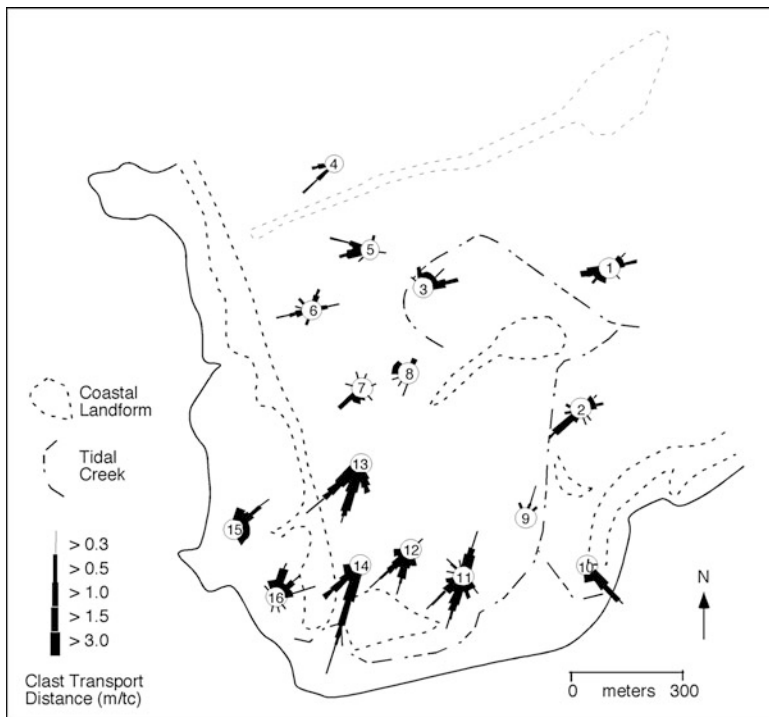 4
5
1
3
6
8
7
2
13
9
15
12
14
10
11
16
Coastal
Landform
Tidal
Creek
> 0.3
> 0.5
> 1.0
> 1.5
> 3.0
Clast Transport
Distance (m/tc)
N
0 meters 300